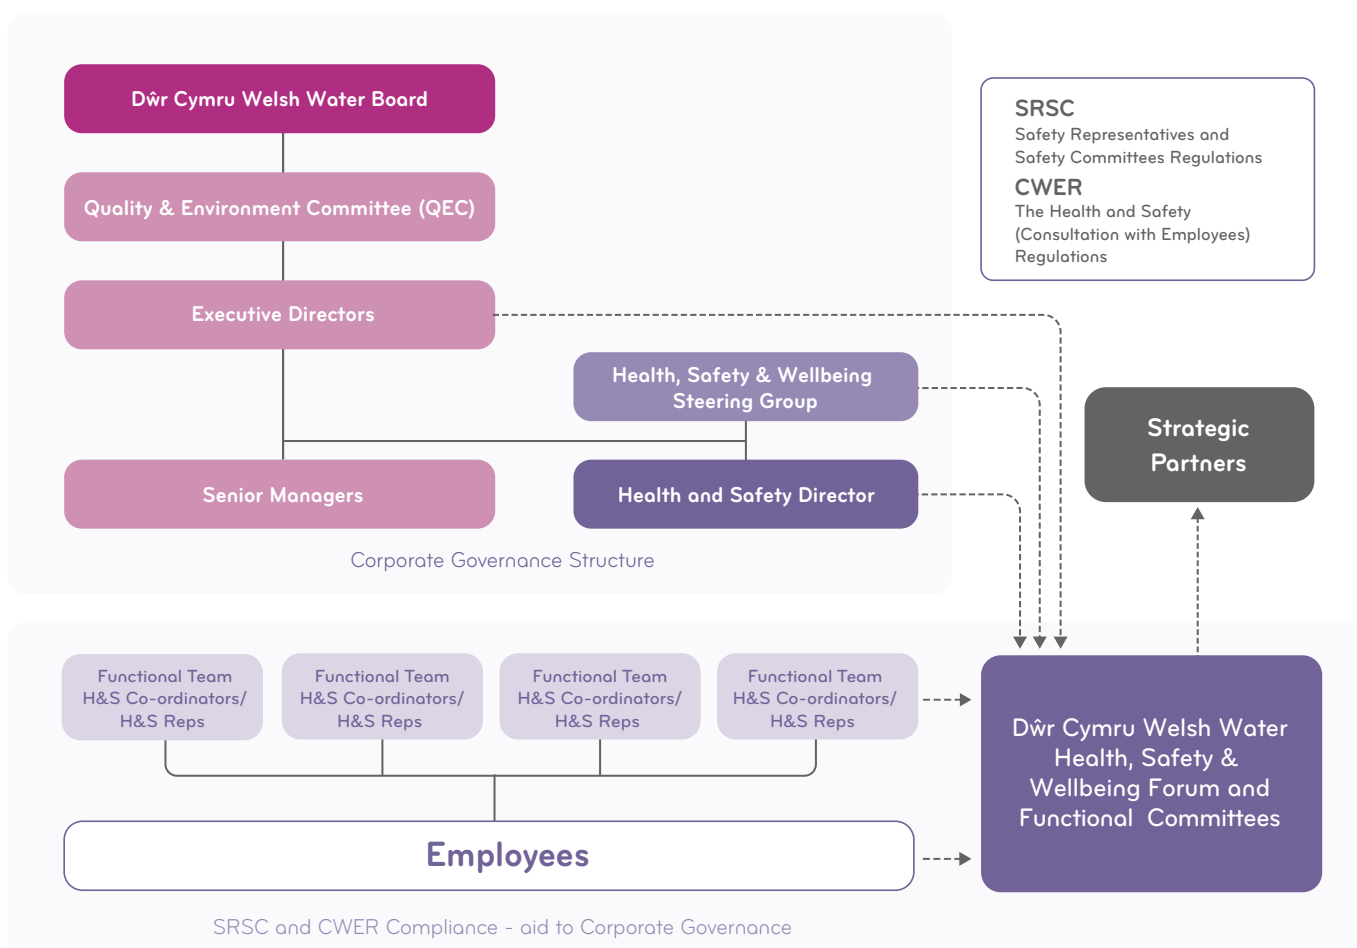 Dŵr Cymru Welsh Water Board
Quality & Environment Committee (QEC)
Executive Directors
Health, Safety & Wellbeing
Steering Group
Senior Managers
Health and Safety Director
Corporate Governance Structure
SRSC
Safety Representatives and
Safety Committees Regulations
CWER
The Health and Safety
(Consultation with Employees)
Regulations
Strategic
Partners
Functional Team
H&S Co-ordinators/
H&S Reps
Functional Team
H&S Co-ordinators/
H&S Reps
Functional Team
H&S Co-ordinators/
H&S Reps
Functional Team
H&S Co-ordinators/
H&S Reps
Dŵr Cymru Welsh Water
Health, Safety &
Wellbeing Forum and
Functional Committees
Employees
SRSC and CWER Compliance - aid to Corporate Governance